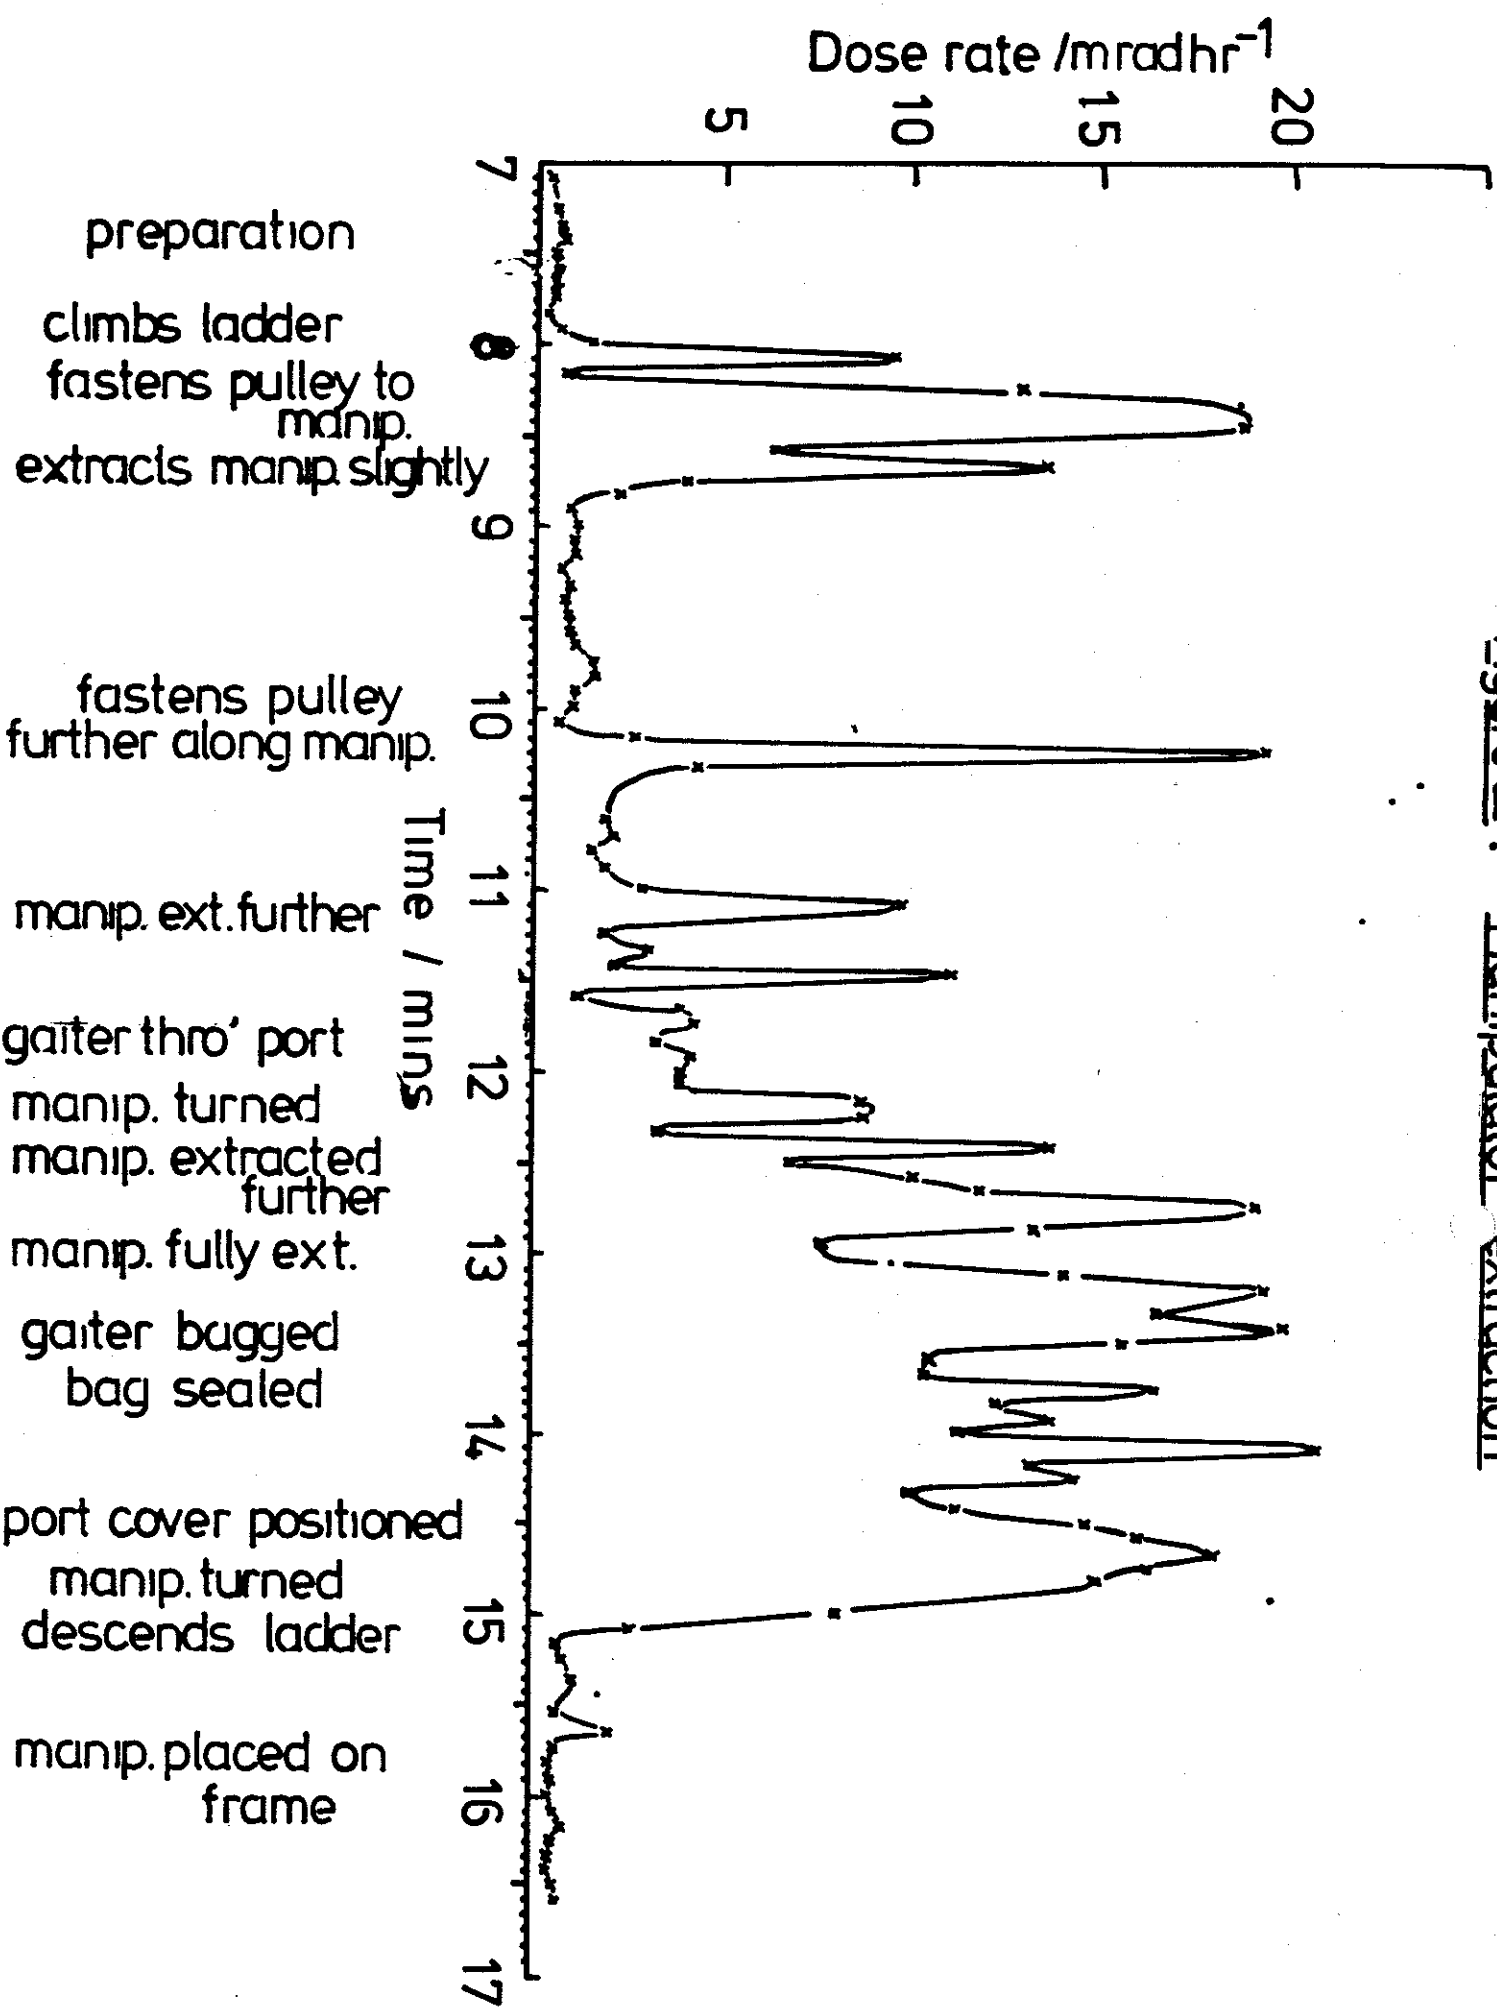 Dose rate /mradhr⁻¹
5
10
15
20
7
8
9
10
11
12
13
14
15
16
17
Time / mins
preparation
climbs ladder
fastens pulley to
manip.
extracts manip. slightly
fastens pulley
further along manip.
manip. ext. further
gaiter thro' port
manip. turned
manip. extracted
further
manip. fully ext.
gaiter bagged
bag sealed
port cover positioned
manip. turned
descends ladder
manip. placed on
frame
extraction